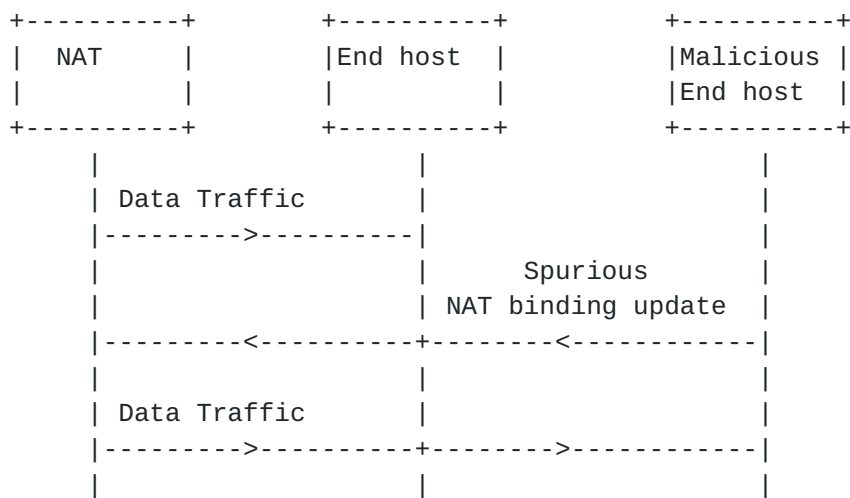 +----------+       +----------+         +----------+
|  NAT     |       |End host  |         |Malicious |
|          |       |          |         |End host  |
+----------+       +----------+         +----------+
     |                  |                   |
     | Data Traffic     |                   |
     |--------->----------|                   |
     |                  |     Spurious      |
     |                  | NAT binding update  |
     |---------<----------+--------<------------|
     |                  |                   |
     | Data Traffic     |                   |
     |--------->----------+-------->------------|
     |                  |                   |